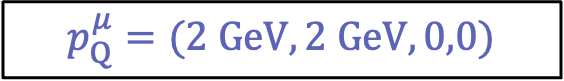 p_Q^μ = (2 GeV, 2 GeV, 0,0)